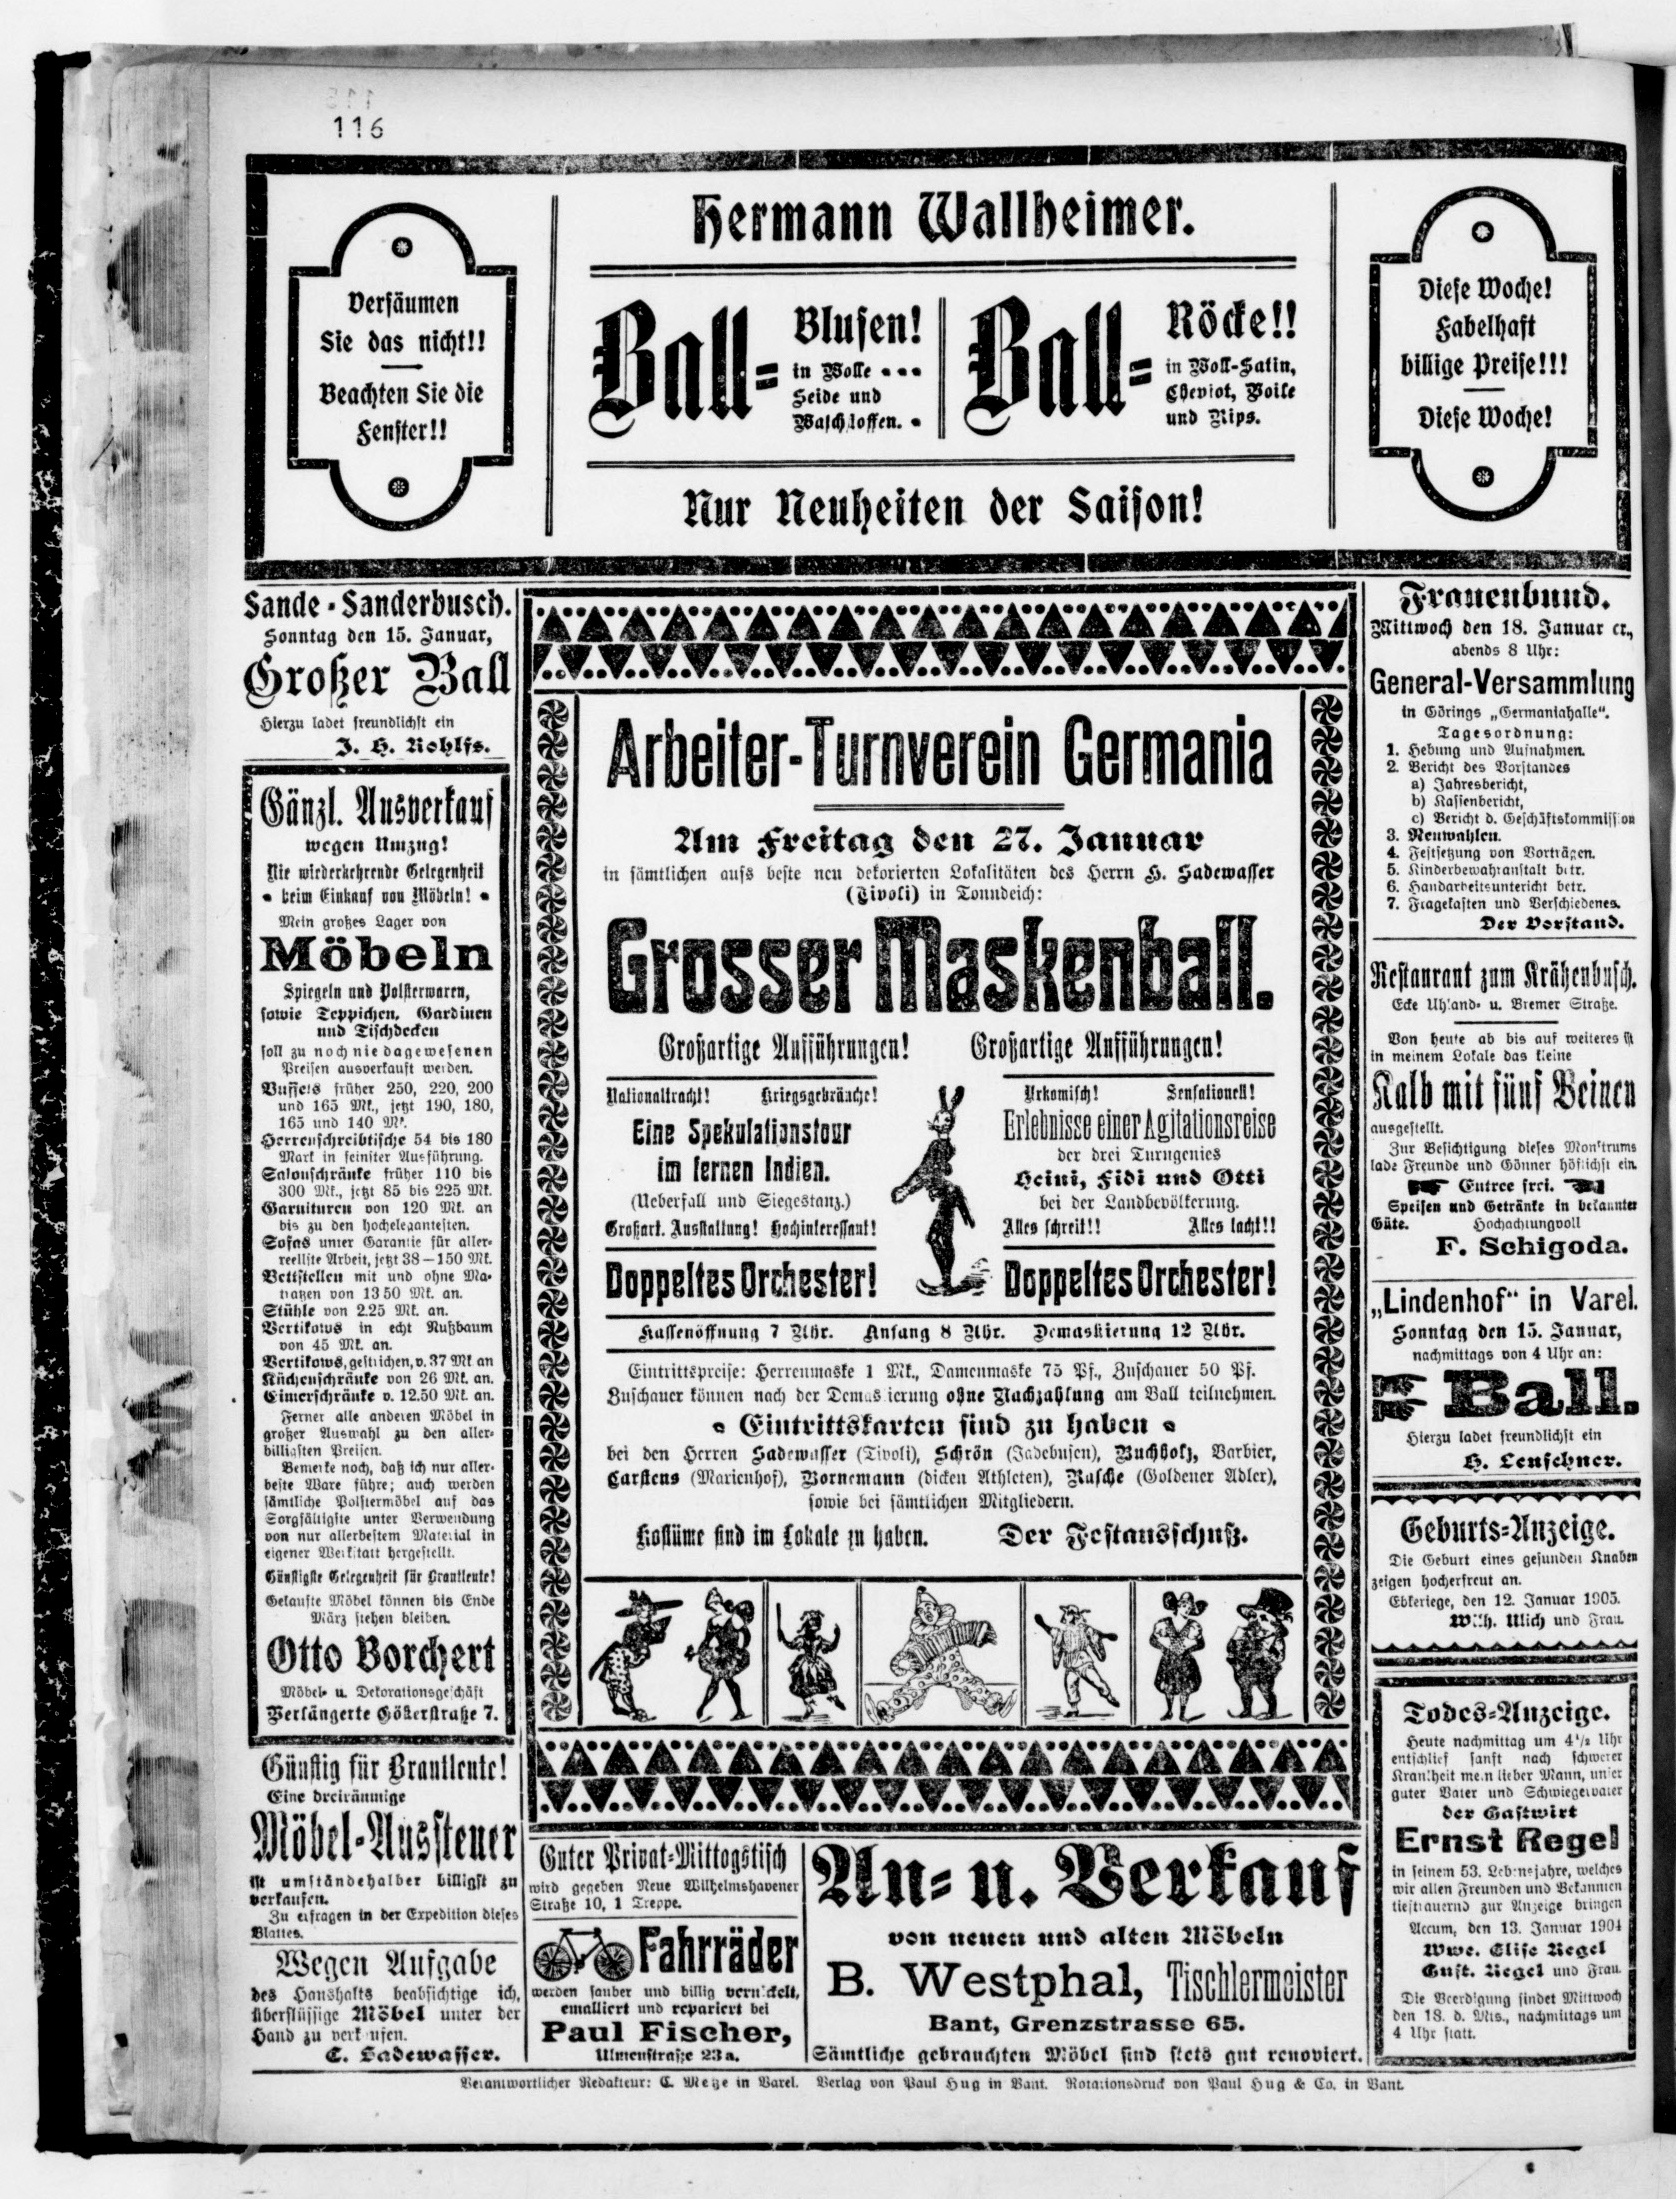 116
Hermann Wallheimer.
Versäumen
Sie das nicht!!
Beachten Sie die
Fenster!!
Ball=
Blusen!
in Wolle
Seide und
Waschstoffen.
Ball=
Röcke!!
in Woll-Satin,
Cheviot, Voile
und Rips.
Nur Neuheiten der Saison!
Diese Woche!
Fabelhaft
billige Preise!!!
Diese Woche!
Sande-Sanderbusch.
Sonntag den 15. Januar,
Großer Ball
Hierzu ladet freundlichst ein
J. H. Rohlfs.
Gänzl. Ausverkauf
wegen Umzug!
Nie wiederkehrende Gelegenheit
beim Einkauf von Möbeln!
Mein großes Lager von
Möbeln
Spiegeln und Polsterwaren,
sowie Teppichen, Gardinen
und Tischdecken
soll zu noch nie dagewesenen
Preisen ausverkauft werden.
Buffets früher 250, 220, 200
und 165 Mk., jetzt 190, 180,
165 und 140 Mk.
Herrenschreibtische 54 bis 180
Mark in feinster Ausführung.
Salonschränke früher 110 bis
300 Mk., jetzt 85 bis 225 Mk.
Garnituren von 120 Mk. an
bis zu den hochelegantesten.
Sofas unter Garantie für aller-
reellste Arbeit, jetzt 38—150 Mk.
Bettstellen mit und ohne Ma-
tratzen von 13 50 Mk. an.
Stühle von 2.25 Mk. an.
Vertikows in echt Nußbaum
von 45 Mk. an.
Vertikows, gestrichen, v. 37 Mk an
Küchenschränke von 26 Mk. an.
Eimerschränke v. 12.50 Mk. an.
Ferner alle anderen Möbel in
großer Auswahl zu den aller-
billigsten Preisen.
Bemerke noch, daß ich nur aller-
beste Ware führe; auch werden
sämtliche Polstermöbel auf das
Sorgfältigste unter Verwendung
von nur allerbestem Material in
eigener Werkstatt hergestellt.
Günstigste Gelegenheit für Brautleute!
Gekaufte Möbel können bis Ende
März stehen bleiben.
Otto Borchert
Möbel- u. Dekorationsgeschäft
Verlängerte Gökerstraße 7.
Günstig für Brautleute!
Eine dreiräumige
Möbel-Aussteuer
ist umständehalber billigst zu
verkaufen.
Zu erfragen in der Expedition dieses
Blattes.
Wegen Aufgabe
des Haushalts beabsichtige ich,
überflüssige Möbel unter der
Hand zu verkaufen.
C. Sadewasser.
Arbeiter-Turnverein Germania
Am Freitag den 27. Januar
in sämtlichen aufs beste neu dekorierten Lokalitäten des Herrn H. Sadewasser
(Tivoli) in Tonndeich:
Grosser Maskenball.
Großartige Aufführungen! Großartige Aufführungen!
Nationaltracht! Kriegsgebräuche!
Eine Spekulationstour
im fernen Indien.
(Ueberfall und Siegestanz.)
Großart. Ausstattung! Hochinteressant!
Doppeltes Orchester!
Urkomisch! Sensationell!
Erlebnisse einer Agitationsreise
der drei Turngenies
Heini, Fidi und Otti
bei der Landbevölkerung.
Alles schreit!! Alles lacht!!
Doppeltes Orchester!
Kassenöffnung 7 Uhr. Anfang 8 Uhr. Demaskierung 12 Uhr.
Eintrittspreise: Herrenmaske 1 Mk., Damenmaske 75 Pf., Zuschauer 50 Pf.
Zuschauer können nach der Demaskierung ohne Nachzahlung am Ball teilnehmen.
Eintrittskarten sind zu haben
bei den Herren Sadewasser (Tivoli), Schrön (Jadebusen), Buchholz, Barbier,
Carstens (Marienhof), Bornemann (dicken Athleten), Rasche (Goldener Adler),
sowie bei sämtlichen Mitgliedern.
Kostüme sind im Lokale zu haben. Der Festausschuß.
Guter Privat-Mittagstisch
wird gegeben Neue Wilhelmshavener
Straße 10, 1 Treppe.
Fahrräder
werden sauber und billig vernickelt,
emalliert und repariert bei
Paul Fischer,
Ulmenstraße 23a.
An- u. Verkauf
von neuen und alten Möbeln
B. Westphal, Tischlermeister
Bant, Grenzstrasse 65.
Sämtliche gebrauchten Möbel sind stets gut renoviert.
Frauenbund.
Mittwoch den 18. Januar cr.,
abends 8 Uhr:
General-Versammlung
in Görings „Germaniahalle“.
Tagesordnung:
1. Hebung und Aufnahmen.
2. Bericht des Vorstandes
a) Jahresbericht,
b) Kassenbericht,
c) Bericht d. Geschäftskommission
3. Neuwahlen.
4. Festsetzung von Vorträgen.
5. Kinderbewahranstalt betr.
6. Handarbeitsuntericht betr.
7. Fragekasten und Verschiedenes.
Der Vorstand.
Restaurant zum Krähenbusch.
Ecke Uhland- u. Bremer Straße.
Von heute ab bis auf weiteres ist
in meinem Lokale das kleine
Kalb mit fünf Beinen
ausgestellt.
Zur Besichtigung dieses Monstrums
lade Freunde und Gönner höflichst ein.
Entree frei.
Speisen und Getränke in bekannter
Güte. Hochachtungvoll
F. Schigoda.
„Lindenhof“ in Varel.
Sonntag den 15. Januar,
nachmittags von 4 Uhr an:
Ball.
Hierzu ladet freundlichst ein
H. Leuschner.
Geburts-Anzeige.
Die Geburt eines gesunden Knaben
zeigen hocherfreut an.
Ebkeriege, den 12. Januar 1905.
Wilh. Ulich und Frau.
Todes-Anzeige.
Heute nachmittag um 4½ Uhr
entschlief sanft nach schwerer
Krankheit mein lieber Mann, unser
guter Vater und Schwiegervater
der Gastwirt
Ernst Regel
in seinem 53. Lebensjahre, welches
wir allen Freunden und Bekannten
tieftrauernd zur Anzeige bringen
Accum, den 13. Januar 1904
Wwe. Elise Regel
Gust. Regel und Frau.
Die Beerdigung findet Mittwoch
den 18. d. Mts., nachmittags um
4 Uhr statt.
Verantwortlicher Redakteur: C. Meye in Varel. Verlag von Paul Hug in Bant. Rotationsdruck von Paul Hug & Co. in Bant.